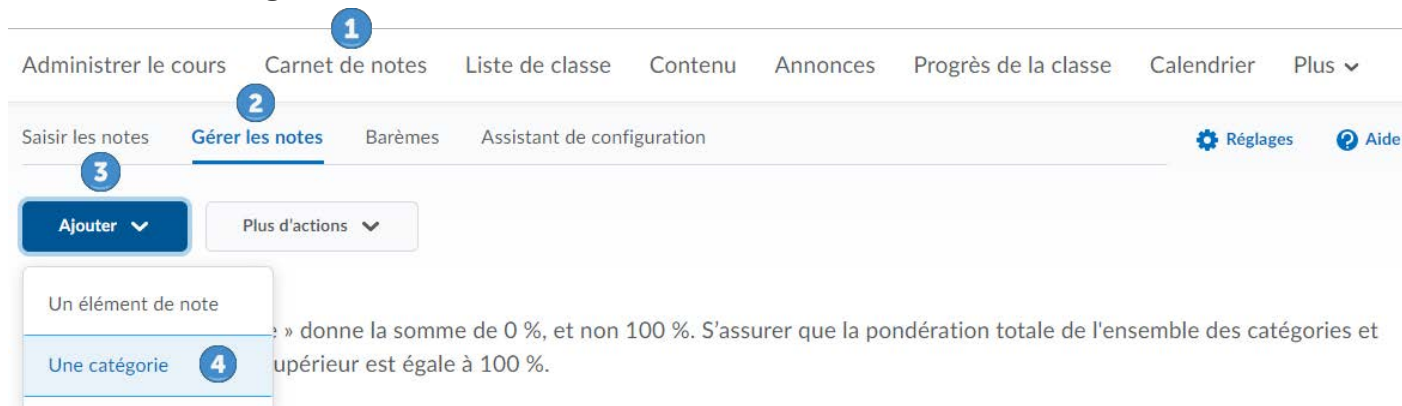 1
Administrer le cours Carnet de notes Liste de classe Contenu Annonces Progrès de la classe Calendrier Plus
2
Saisir les notes Gérer les notes Barèmes Assistant de configuration Réglages Aide
3
Ajouter Plus d'actions
Un élément de note
» donne la somme de 0 %, et non 100 %. S'assurer que la pondération totale de l'ensemble des catégories et
Une catégorie 4 upérieur est égale à 100 %.